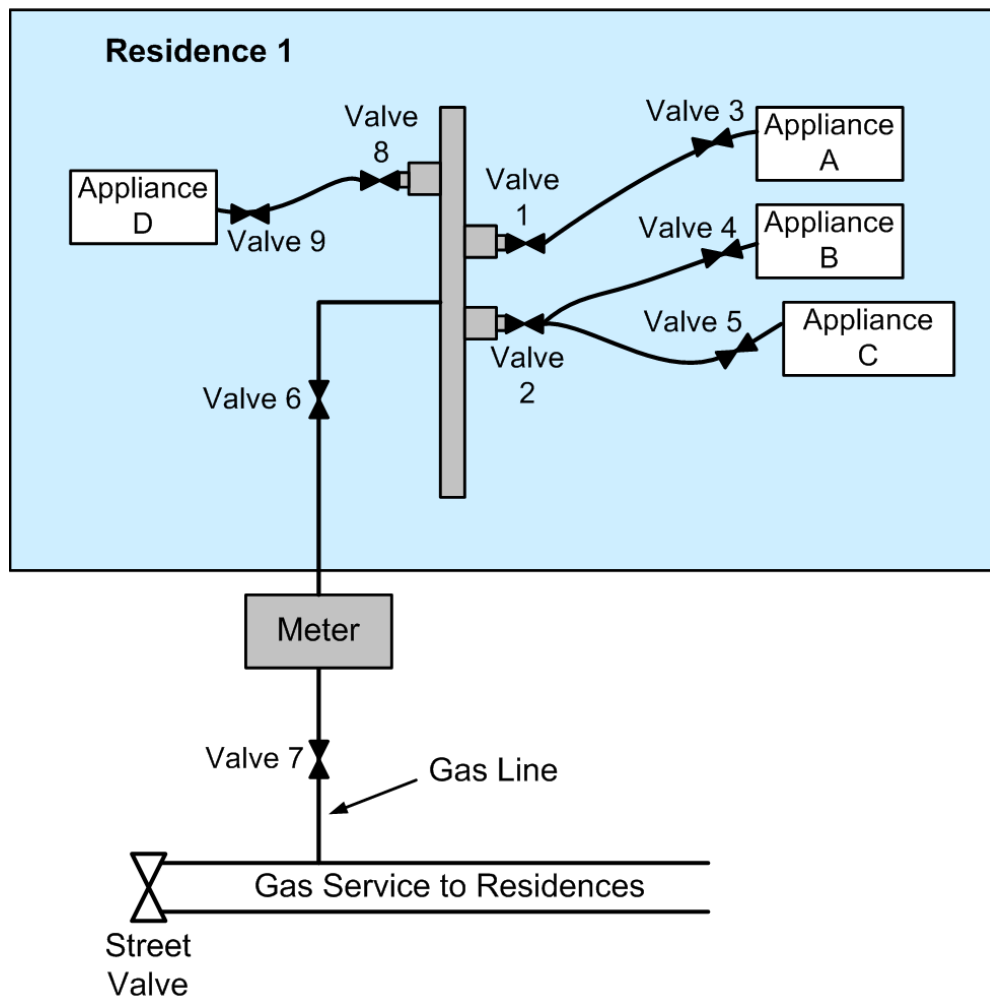 Residence 1
Valve
8
Valve 3
Appliance
A
Appliance
D
Valve 9
Valve
1
Valve 4
Appliance
B
Valve 5
Appliance
C
Valve
2
Valve 6
Meter
Valve 7
Gas Line
Gas Service to Residences
Street
Valve